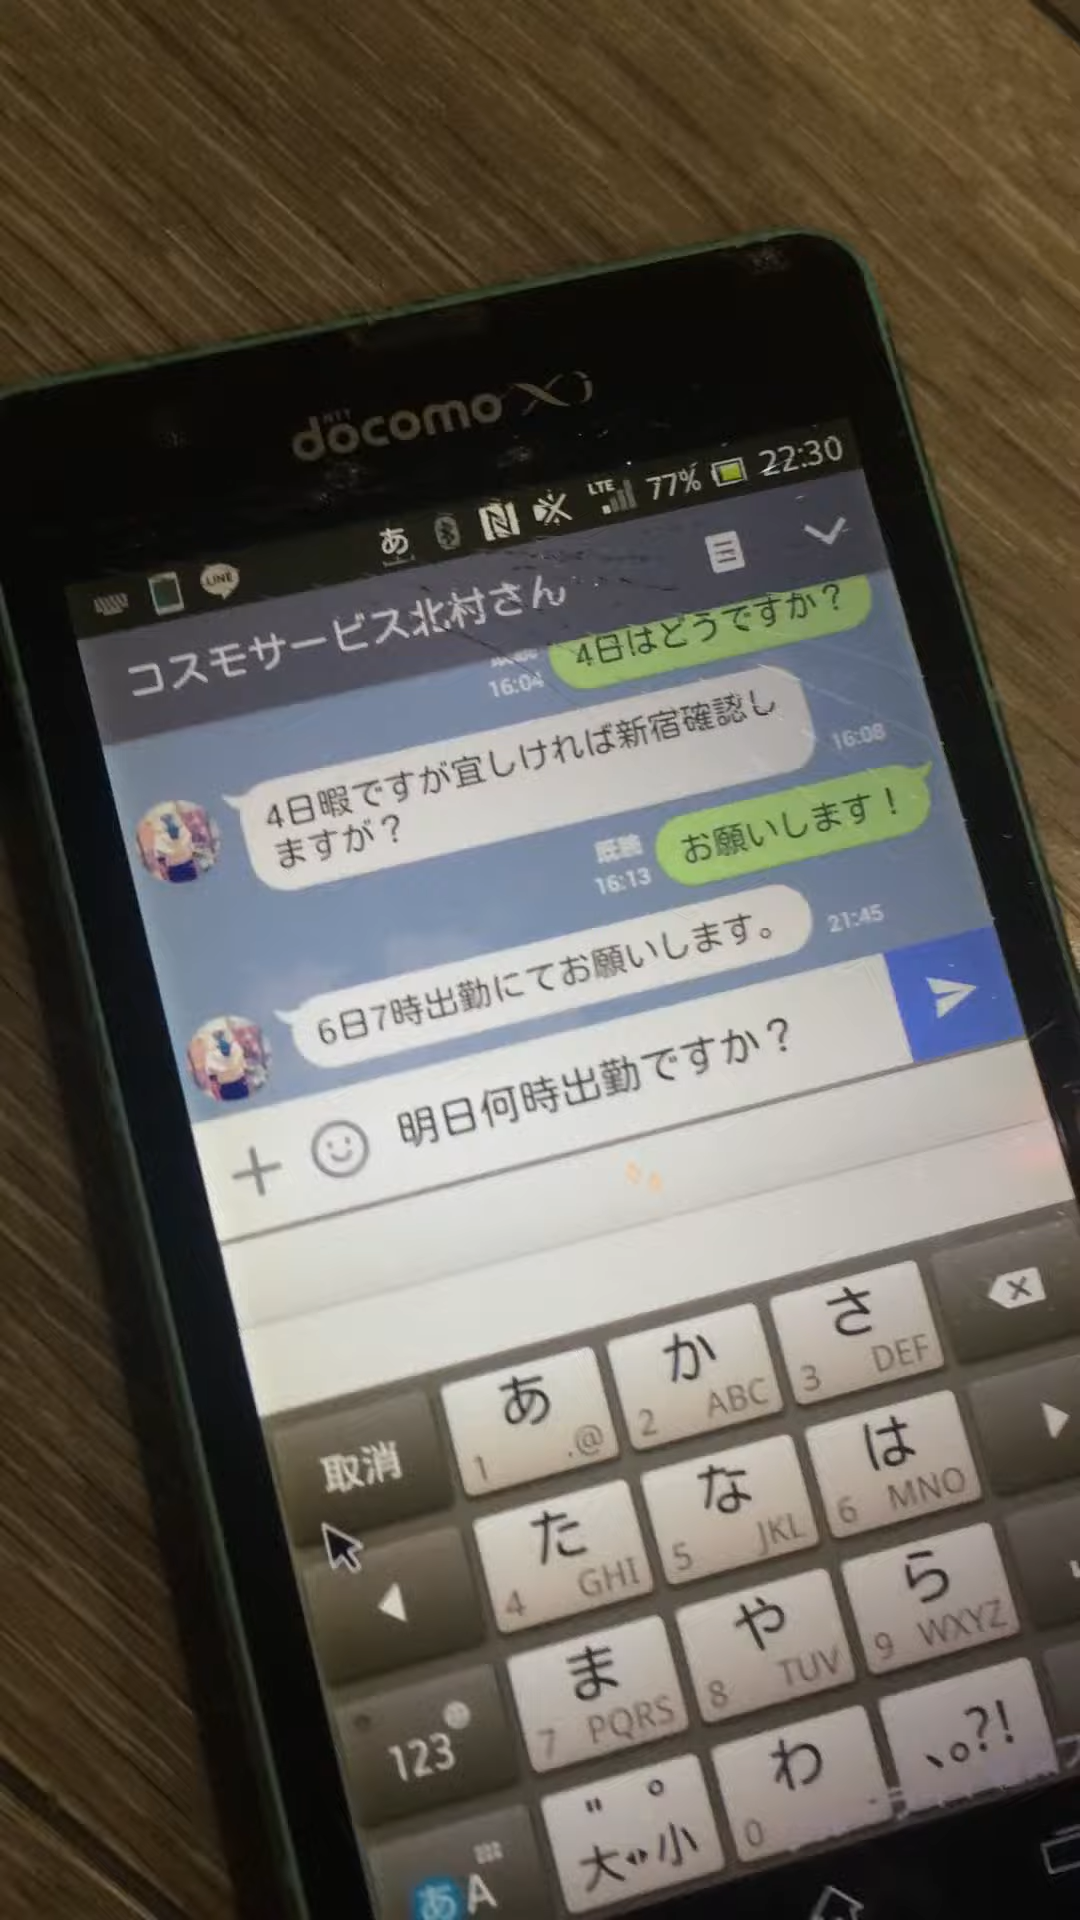 NTT
docomo Xi
あ LTE 77% 22:30
LINE
コスモサービス北村さん
4日はどうですか？
16:04
4日暇ですが宜しければ新宿確認し
ますが？
16:08
お願いします！
既読
16:13
6日7時出勤にてお願いします。
21:45
明日何時出勤ですか？
取消
あ 1 .@
か 2 ABC
さ 3 DEF
た 4 GHI
な 5 JKL
は 6 MNO
123
ま 7 PQRS
や 8 TUV
ら 9 WXYZ
あA
" ° 大⇔小
わ 0
､｡?!